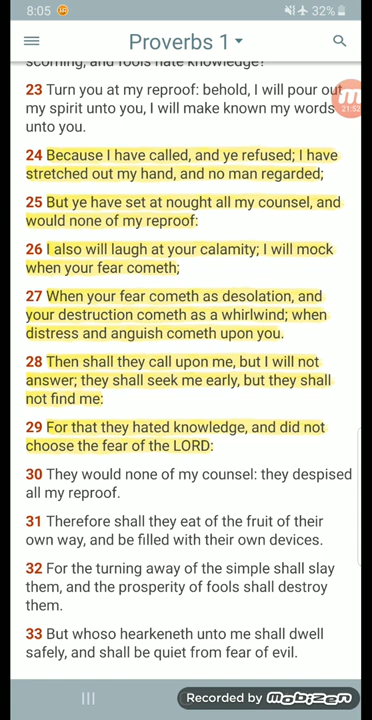 8:05
32%
Proverbs 1
scorning, and fools hate knowledge?
23 Turn you at my reproof: behold, I will pour out
my spirit unto you, I will make known my words
unto you.
21:52
24 Because I have called, and ye refused; I have
stretched out my hand, and no man regarded;
25 But ye have set at nought all my counsel, and
would none of my reproof:
26 I also will laugh at your calamity; I will mock
when your fear cometh;
27 When your fear cometh as desolation, and
your destruction cometh as a whirlwind; when
distress and anguish cometh upon you.
28 Then shall they call upon me, but I will not
answer; they shall seek me early, but they shall
not find me:
29 For that they hated knowledge, and did not
choose the fear of the LORD:
30 They would none of my counsel: they despised
all my reproof.
31 Therefore shall they eat of the fruit of their
own way, and be filled with their own devices.
32 For the turning away of the simple shall slay
them, and the prosperity of fools shall destroy
them.
33 But whoso hearkeneth unto me shall dwell
safely, and shall be quiet from fear of evil.
Recorded by mobizen